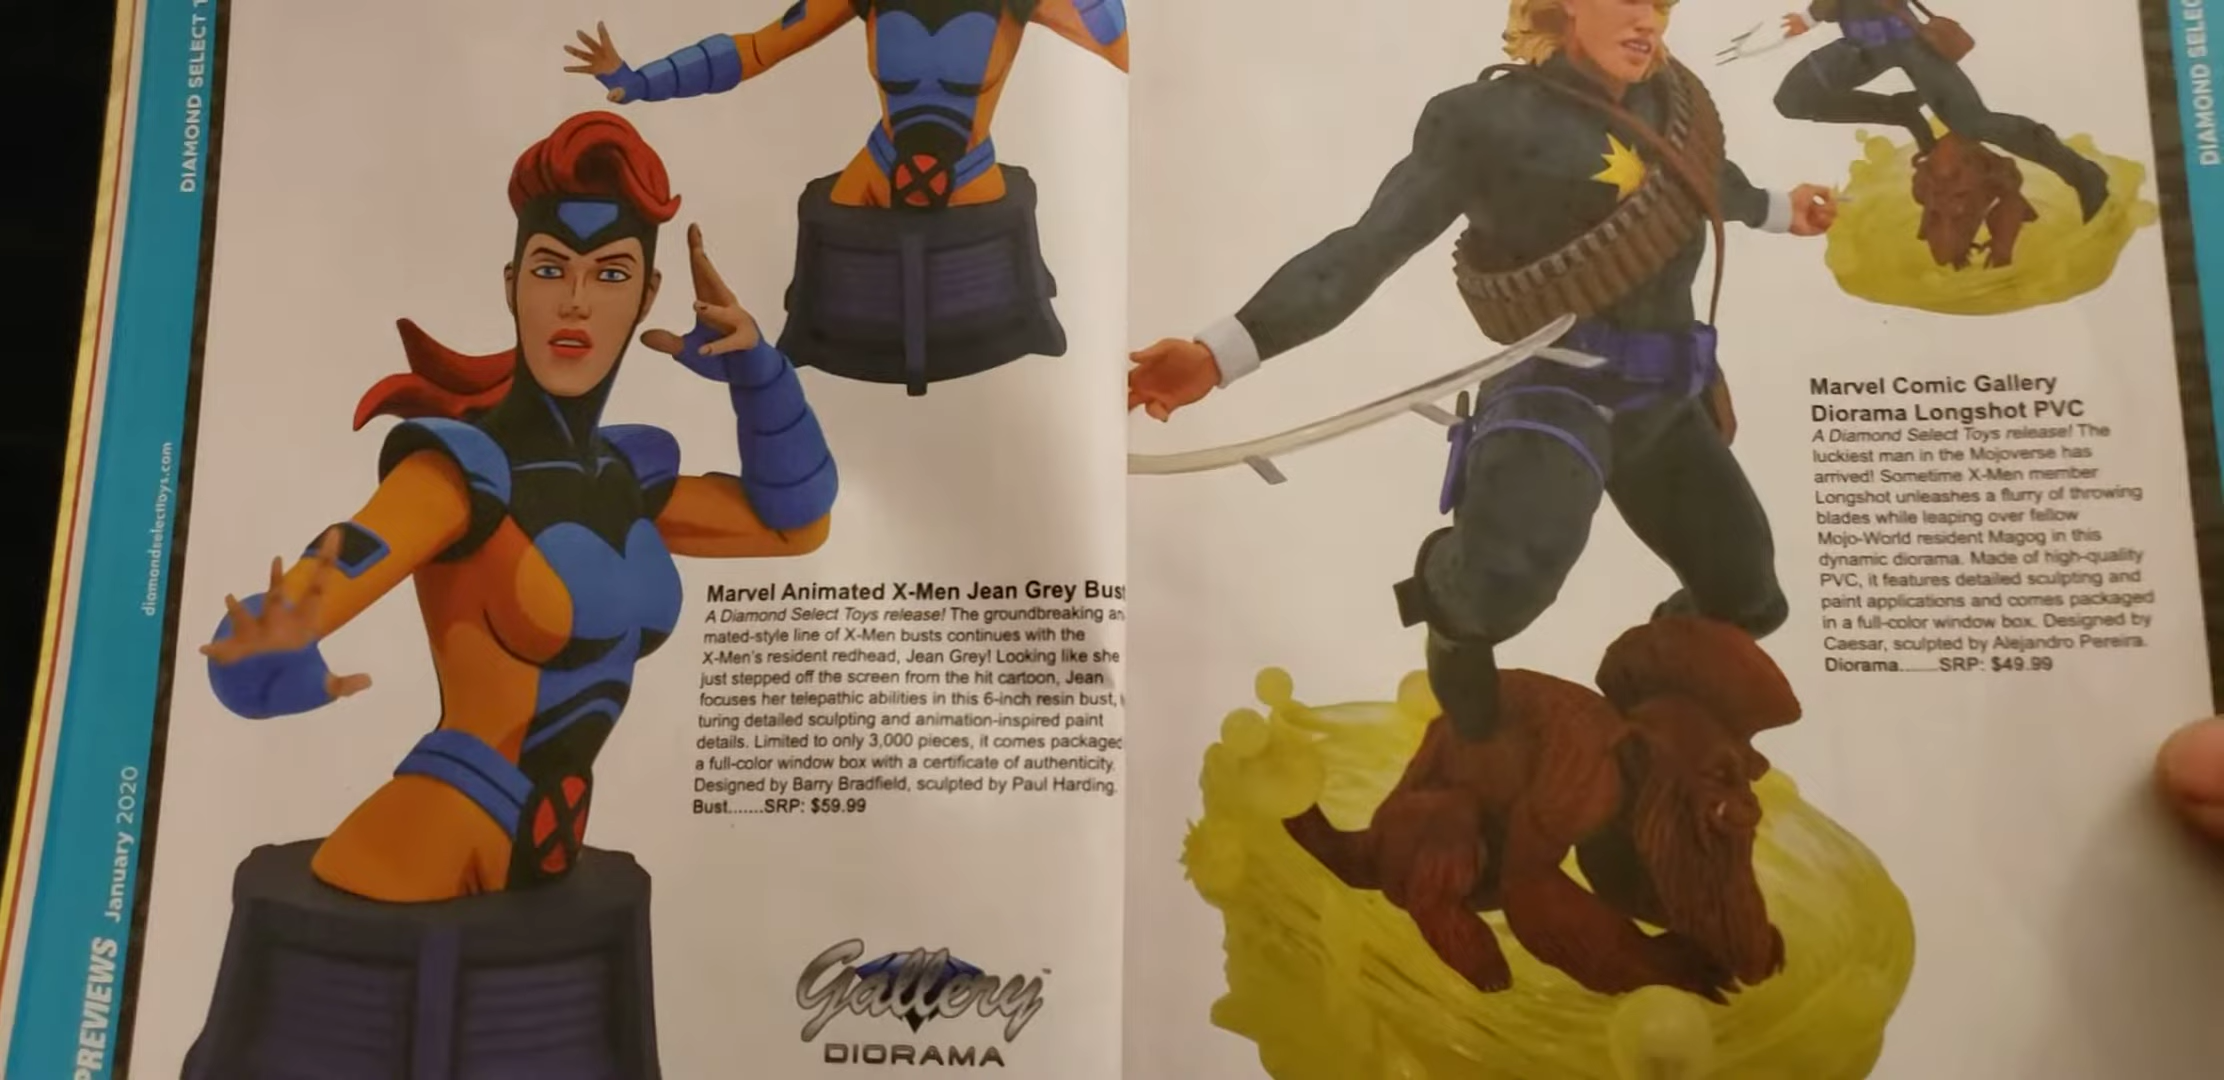 DIAMOND SELECT
diamondselecttoys.com
PREVIEWS January 2020
Marvel Animated X-Men Jean Grey Bus
A Diamond Select Toys release! The groundbreaking an
mated-style line of X-Men busts continues with the
X-Men's resident redhead, Jean Grey! Looking like she
just stepped off the screen from the hit cartoon, Jean
focuses her telepathic abilities in this 6-inch resin bust,
turing detailed sculpting and animation-inspired paint
details. Limited to only 3,000 pieces, it comes packaged
a full-color window box with a certificate of authenticity.
Designed by Barry Bradfield, sculpted by Paul Harding.
Bust.......SRP: $59.99
Gallery™
DIORAMA
Marvel Comic Gallery
Diorama Longshot PVC
A Diamond Select Toys release! The
luckiest man in the Mojoverse has
arrived! Sometime X-Men member
Longshot unleashes a flurry of throwing
blades while leaping over fellow
Mojo-World resident Magog in this
dynamic diorama. Made of high-quality
PVC, it features detailed sculpting and
paint applications and comes packaged
in a full-color window box. Designed by
Caesar, sculpted by Alejandro Pereira.
Diorama.......SRP: $49.99
DIAMOND SELEC